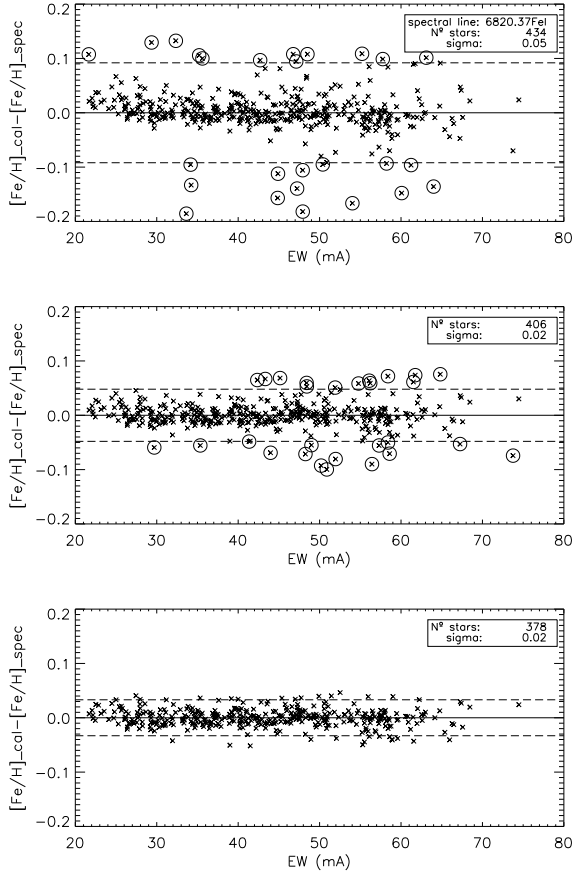 0.2
spectral line: 6820.37FeI
Nº stars: 434
sigma: 0.05
0.1
0.0
−0.1
−0.2
[Fe/H]_cal−[Fe/H]_spec
20 30 40 50 60 70 80
EW (mA)
0.2
Nº stars: 406
sigma: 0.02
0.1
0.0
−0.1
−0.2
[Fe/H]_cal−[Fe/H]_spec
20 30 40 50 60 70 80
EW (mA)
0.2
Nº stars: 378
sigma: 0.02
0.1
0.0
−0.1
−0.2
[Fe/H]_cal−[Fe/H]_spec
20 30 40 50 60 70 80
EW (mA)